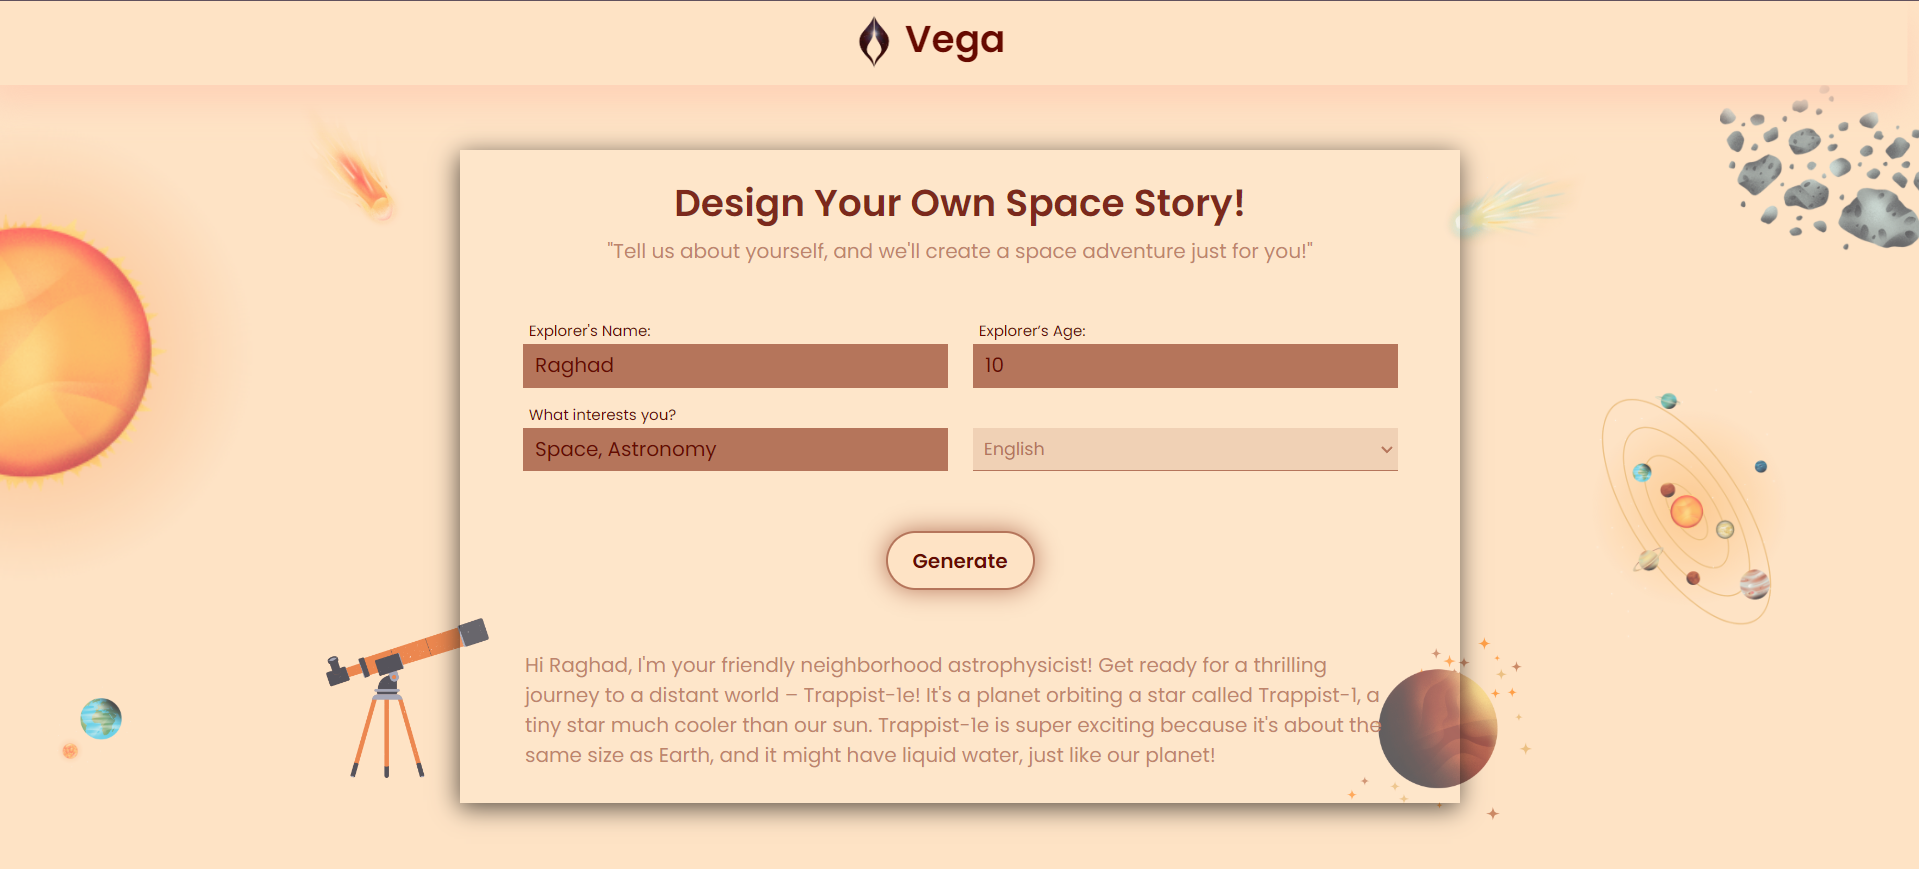 Vega
Design Your Own Space Story!
"Tell us about yourself, and we'll create a space adventure just for you!"
Explorer's Name:
Explorer’s Age:
Raghad
10
What interests you?
Space, Astronomy
English
Generate
Hi Raghad, I'm your friendly neighborhood astrophysicist! Get ready for a thrilling
journey to a distant world – Trappist-1e! It's a planet orbiting a star called Trappist-1, a
tiny star much cooler than our sun. Trappist-1e is super exciting because it's about the
same size as Earth, and it might have liquid water, just like our planet!